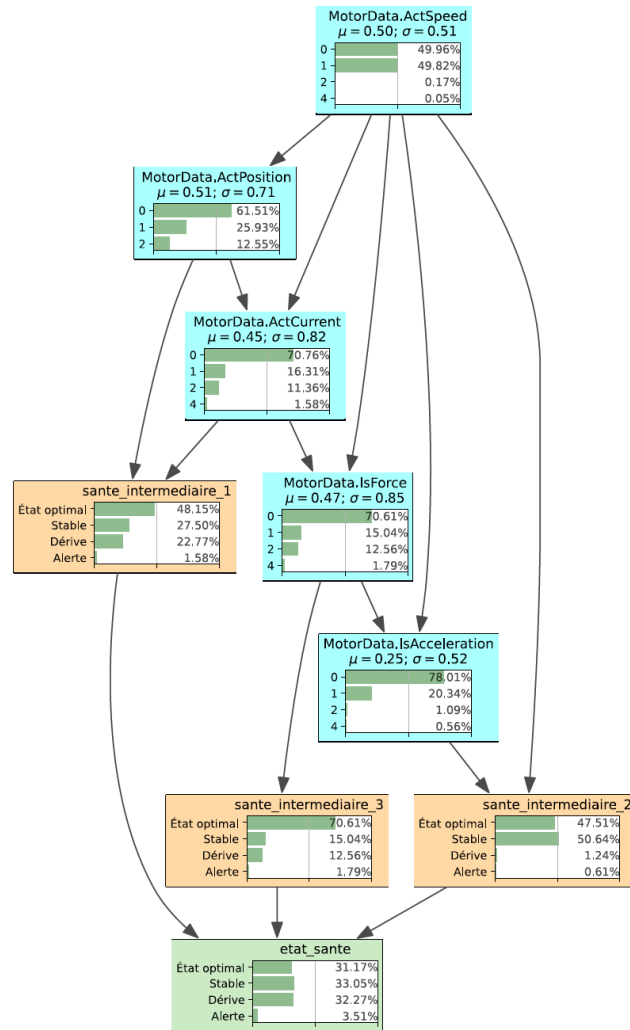 MotorData.ActSpeed
μ = 0.50; σ = 0.51
0 49.96%
1 49.82%
2 0.17%
4 0.05%
MotorData.ActPosition
μ = 0.51; σ = 0.71
0 61.51%
1 25.93%
2 12.55%
MotorData.ActCurrent
μ = 0.45; σ = 0.82
0 70.76%
1 16.31%
2 11.36%
4 1.58%
sante_intermediaire_1
État optimal 48.15%
Stable 27.50%
Dérive 22.77%
Alerte 1.58%
MotorData.IsForce
μ = 0.47; σ = 0.85
0 70.61%
1 15.04%
2 12.56%
4 1.79%
MotorData.IsAcceleration
μ = 0.25; σ = 0.52
0 78.01%
1 20.34%
2 1.09%
4 0.56%
sante_intermediaire_3
État optimal 70.61%
Stable 15.04%
Dérive 12.56%
Alerte 1.79%
sante_intermediaire_2
État optimal 47.51%
Stable 50.64%
Dérive 1.24%
Alerte 0.61%
etat_sante
État optimal 31.17%
Stable 33.05%
Dérive 32.27%
Alerte 3.51%